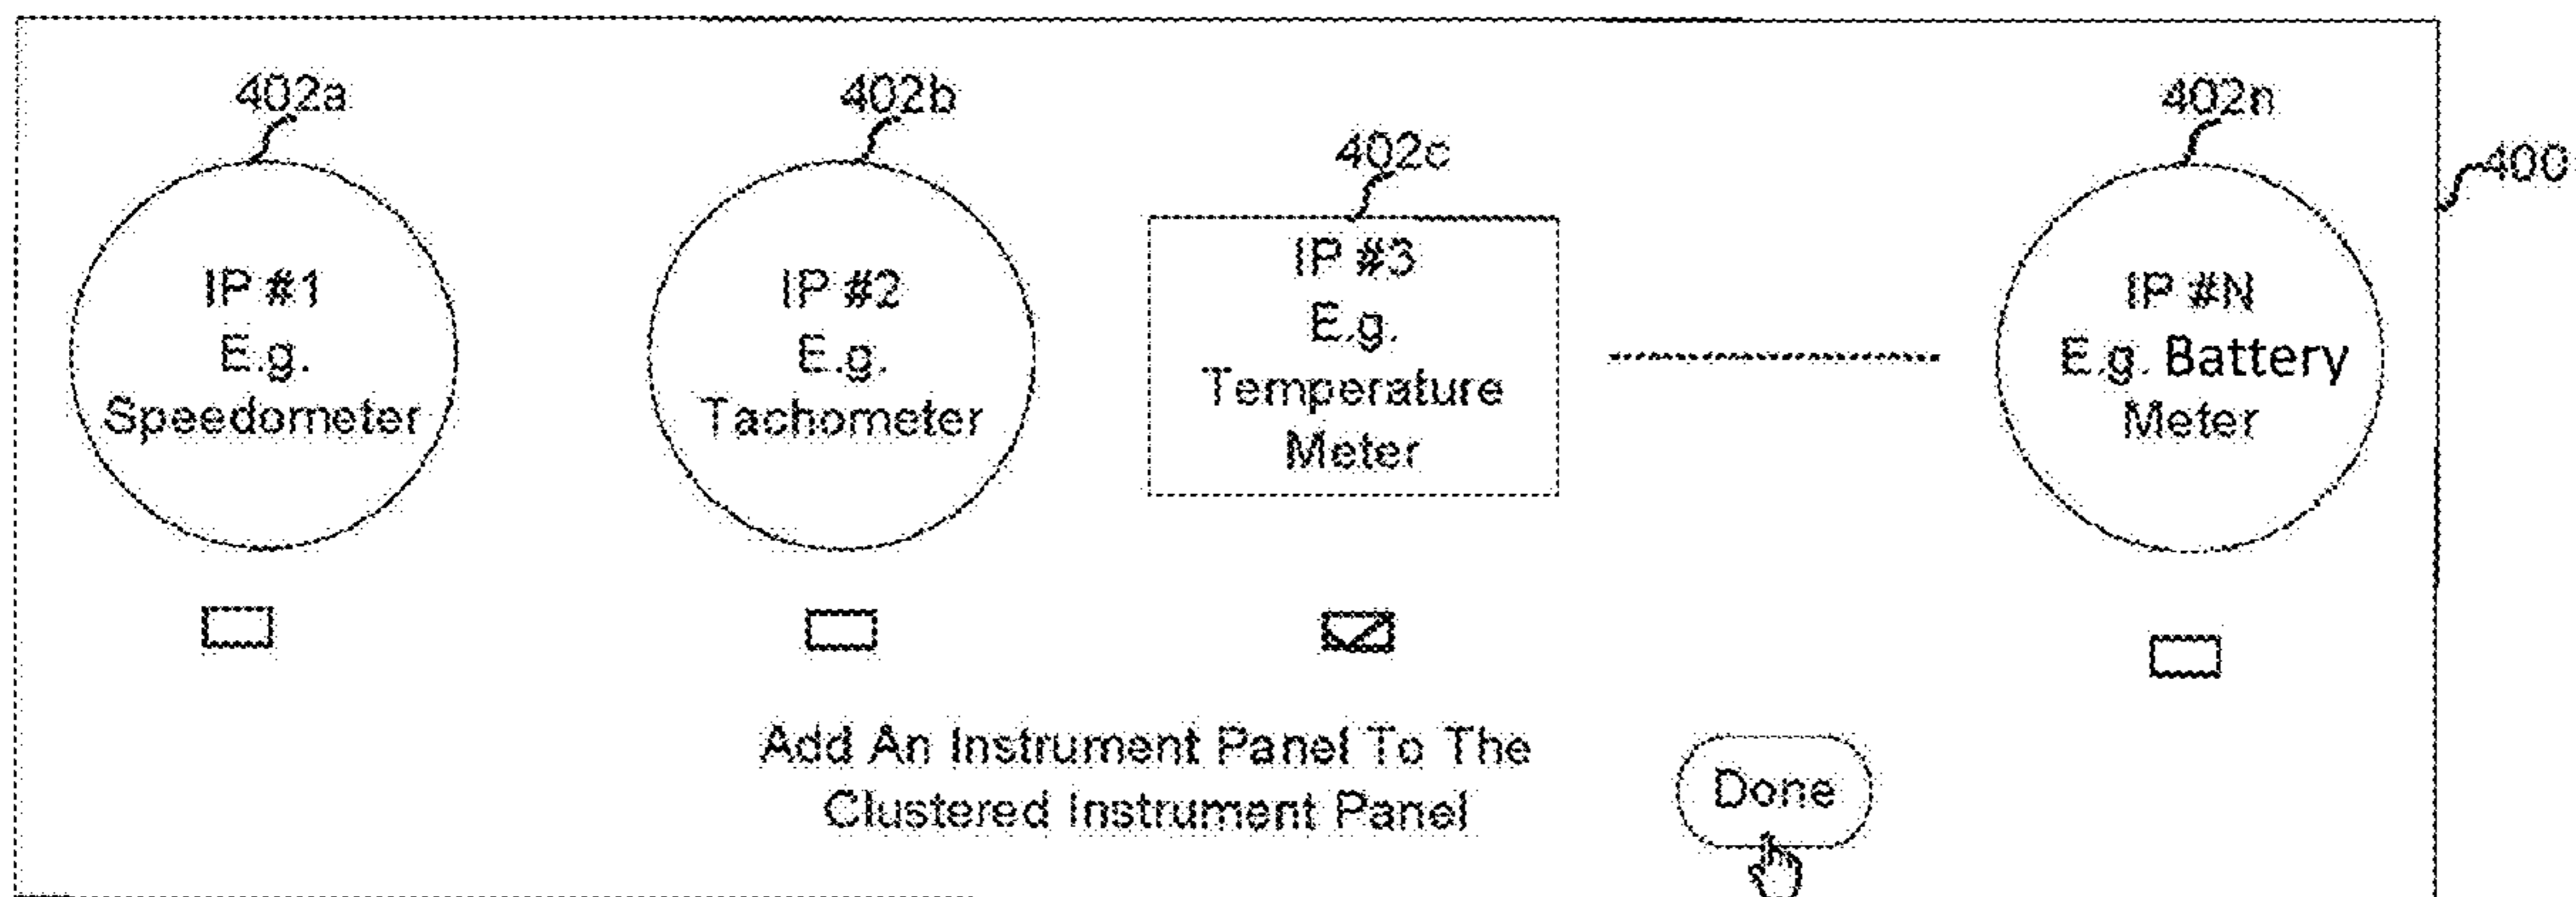 402a
402b
402c
402n
400
IP #1
E.g.
Speedometer
IP #2
E.g.
Tachometer
IP #3
E.g.
Temperature
Meter
IP #N
E.g. Battery
Meter
Add An Instrument Panel To The
Clustered Instrument Panel
Done